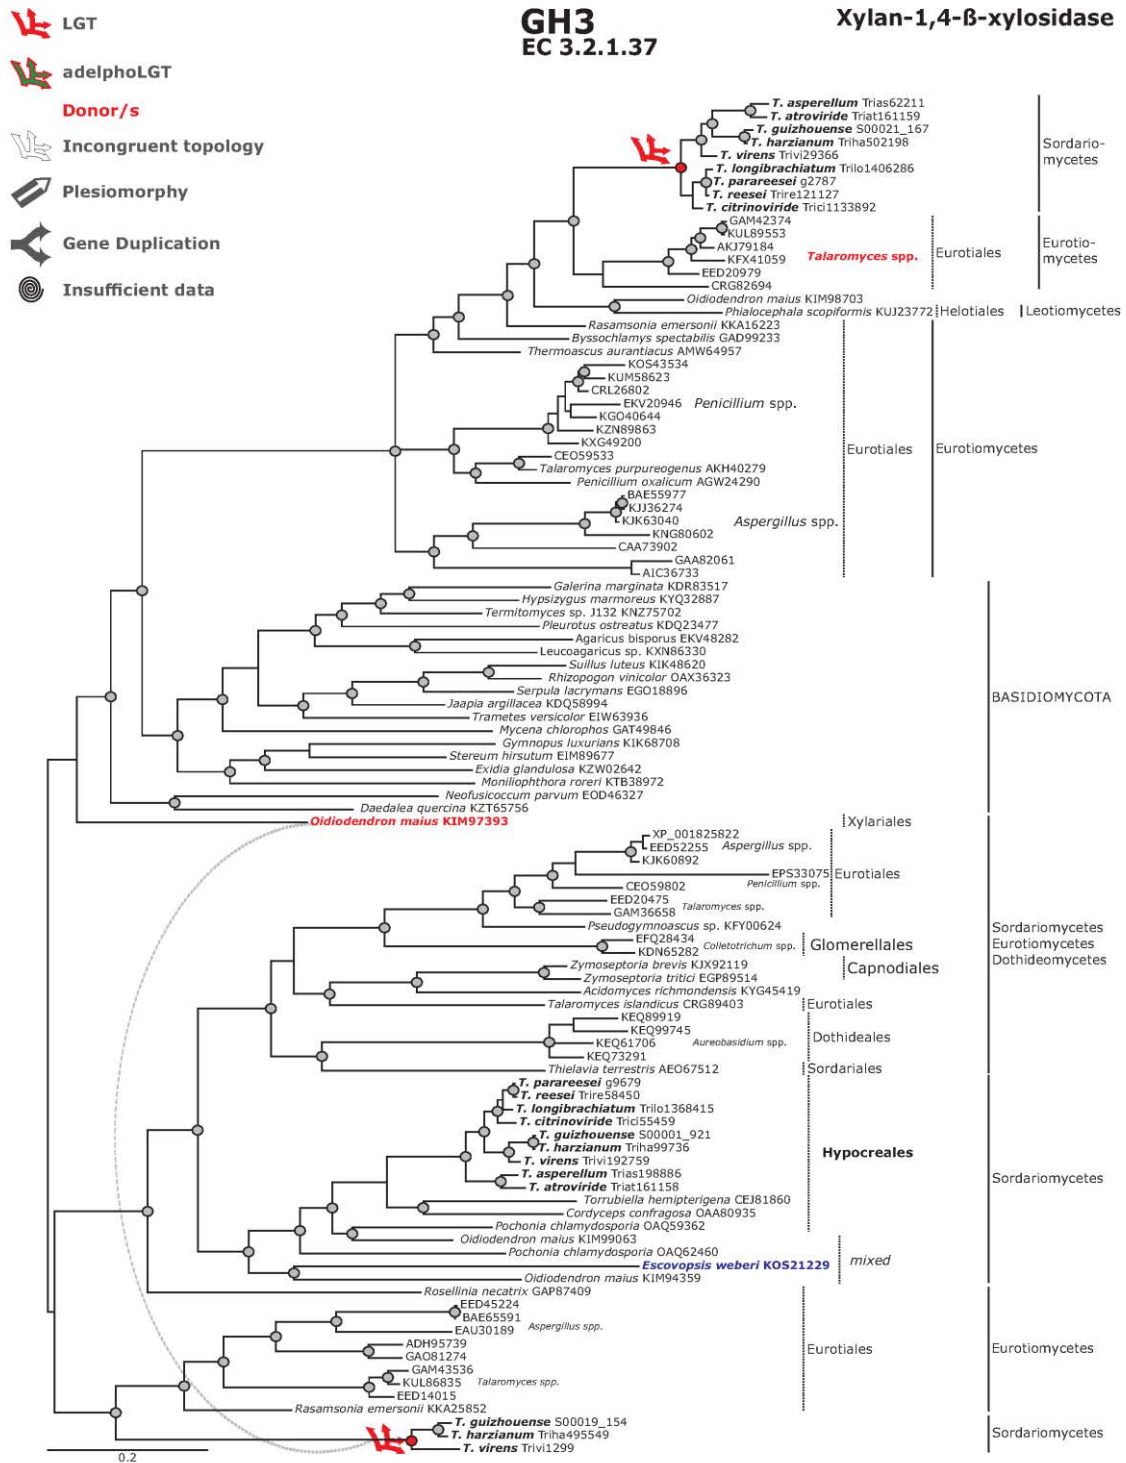 GH3
EC 3.2.1.37
Xylan-1,4-ß-xylosidase
LGT
adelphoLGT
Donor/s
Incongruent topology
Plesiomorphy
Gene Duplication
Insufficient data
T. asperellum Trias62211
T. atroviride Triat161159
T. guizhouense S00021_167
T. harzianum Triha502198
T. virens Trivi29366
T. longibrachiatum Trilo1406286
T. parareesei g2787
T. reesei Trire121127
T. citrinoviride Trici1133892
Sordario-
mycetes
GAM42374
KUL89553
AKJ79184
KFX41059
EED20979
CRG82694
Talaromyces spp.
Eurotiales
Eurotio-
mycetes
Oidiodendron maius KIM98703
Phialocephala scopiformis KUJ23772
Helotiales
Leotiomycetes
Rasamsonia emersonii KKA16223
Byssochlamys spectabilis GAD99233
Thermoascus aurantiacus AMW64957
KOS43534
KUM58623
CRL26802
EKV20946
KGO40644
KZN89863
KXG49200
Penicillium spp.
CEO59533
Talaromyces purpureogenus AKH40279
Penicillium oxalicum AGW24290
Eurotiales
Eurotiomycetes
BAE55977
KJJ36274
KJK63040
KNG80602
CAA73902
GAA82061
AIC36733
Aspergillus spp.
Galerina marginata KDR83517
Hypsizygus marmoreus KYQ32887
Termitomyces sp. J132 KNZ75702
Pleurotus ostreatus KDQ23477
Agaricus bisporus EKV48282
Leucoagaricus sp. KXN86330
Suillus luteus KIK48620
Rhizopogon vinicolor OAX36323
Serpula lacrymans EGO18896
Jaapia argillacea KDQ58994
Trametes versicolor EIW63936
Mycena chlorophos GAT49846
Gymnopus luxurians KIK68708
Stereum hirsutum EIM89677
Exidia glandulosa KZW02642
Moniliophthora roreri KTB38972
Neofusicoccum parvum EOD46327
Daedalea quercina KZT65756
BASIDIOMYCOTA
Oidiodendron maius KIM97393
Xylariales
XP_001825822
EED52255
KJK60892
Aspergillus spp.
EPS33075
CEO59802
Penicillium spp.
EED20475
GAM36658
Talaromyces spp.
Eurotiales
Pseudogymnoascus sp. KFY00624
EFQ28434
KDN65282
Colletotrichum spp.
Glomerellales
Zymoseptoria brevis KJX92119
Zymoseptoria tritici EGP89514
Acidomyces richmondensis KYG45419
Capnodiales
Talaromyces islandicus CRG89403
Eurotiales
KEQ89919
KEQ99745
KEQ61706
KEQ73291
Aureobasidium spp.
Dothideales
Thielavia terrestris AEO67512
Sordariales
Sordariomycetes
Eurotiomycetes
Dothideomycetes
T. parareesei g9679
T. reesei Trire58450
T. longibrachiatum Trilo1368415
T. citrinoviride Trici55459
T. guizhouense S00001_921
T. harzianum Triha99736
T. virens Trivi192759
T. asperellum Trias198886
T. atroviride Triat161158
Torrubiella hemipterigena CEJ81860
Cordyceps confragosa OAA80935
Pochonia chlamydosporia OAQ59362
Hypocreales
Oidiodendron maius KIM99063
Pochonia chlamydosporia OAQ62460
Escovopsis weberi KOS21229
Oidiodendron maius KIM94359
mixed
Sordariomycetes
Rosellinia necatrix GAP87409
EED45224
BAE65591
EAU30189
Aspergillus spp.
ADH95739
GAO81274
GAM43536
KUL86835
EED14015
Talaromyces spp.
Rasamsonia emersonii KKA25852
Eurotiales
Eurotiomycetes
T. guizhouense S00019_154
T. harzianum Triha495549
T. virens Trivi1299
Sordariomycetes
0.2